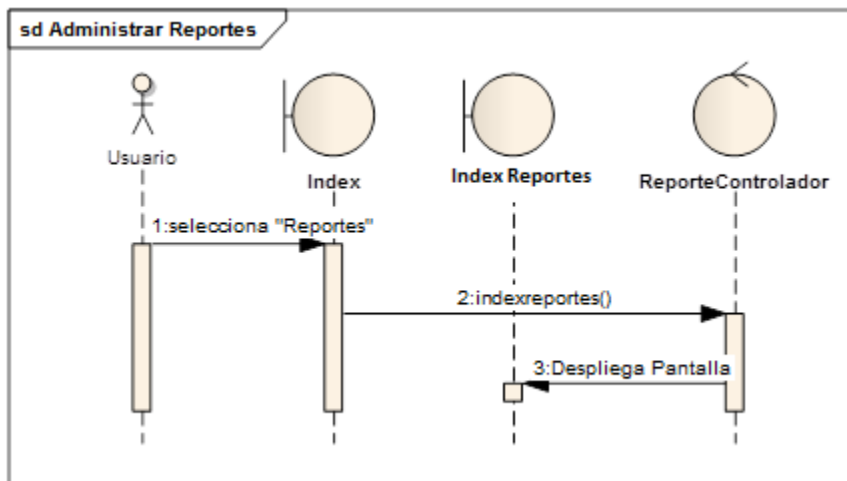 sd Administrar Reportes
Usuario
Index
Index Reportes
ReporteControlador
1:selecciona "Reportes"
2:indexreportes()
3:Despliega Pantalla